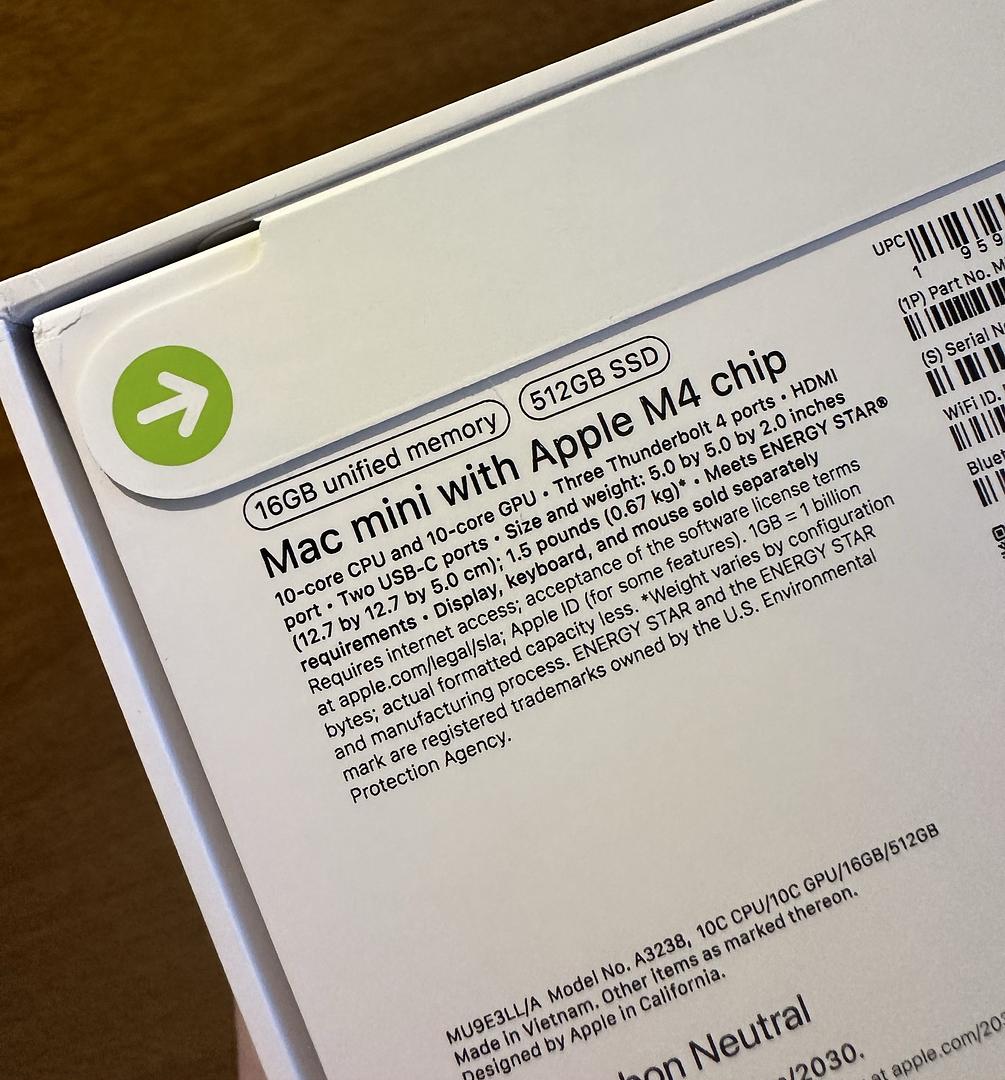 16GB unified memory 512GB SSD
Mac mini with Apple M4 chip
10-core CPU and 10-core GPU • Three Thunderbolt 4 ports • HDMI
port • Two USB-C ports • Size and weight: 5.0 by 5.0 by 2.0 inches
(12.7 by 12.7 by 5.0 cm); 1.5 pounds (0.67 kg)* • Meets ENERGY STAR®
requirements • Display, keyboard, and mouse sold separately
Requires internet access; acceptance of the software license terms
at apple.com/legal/sla; Apple ID (for some features). 1GB = 1 billion
bytes; actual formatted capacity less. *Weight varies by configuration
and manufacturing process. ENERGY STAR and the ENERGY STAR
mark are registered trademarks owned by the U.S. Environmental
Protection Agency.
UPC
1 959
(1P) Part No. M
(S) Serial N
WiFi ID,
MU9E3LL/A Model No. A3238, 10C CPU/10C GPU/16GB/512GB
Made in Vietnam. Other items as marked thereon.
Designed by Apple in California.
bon Neutral
/2030.
at apple.com/203